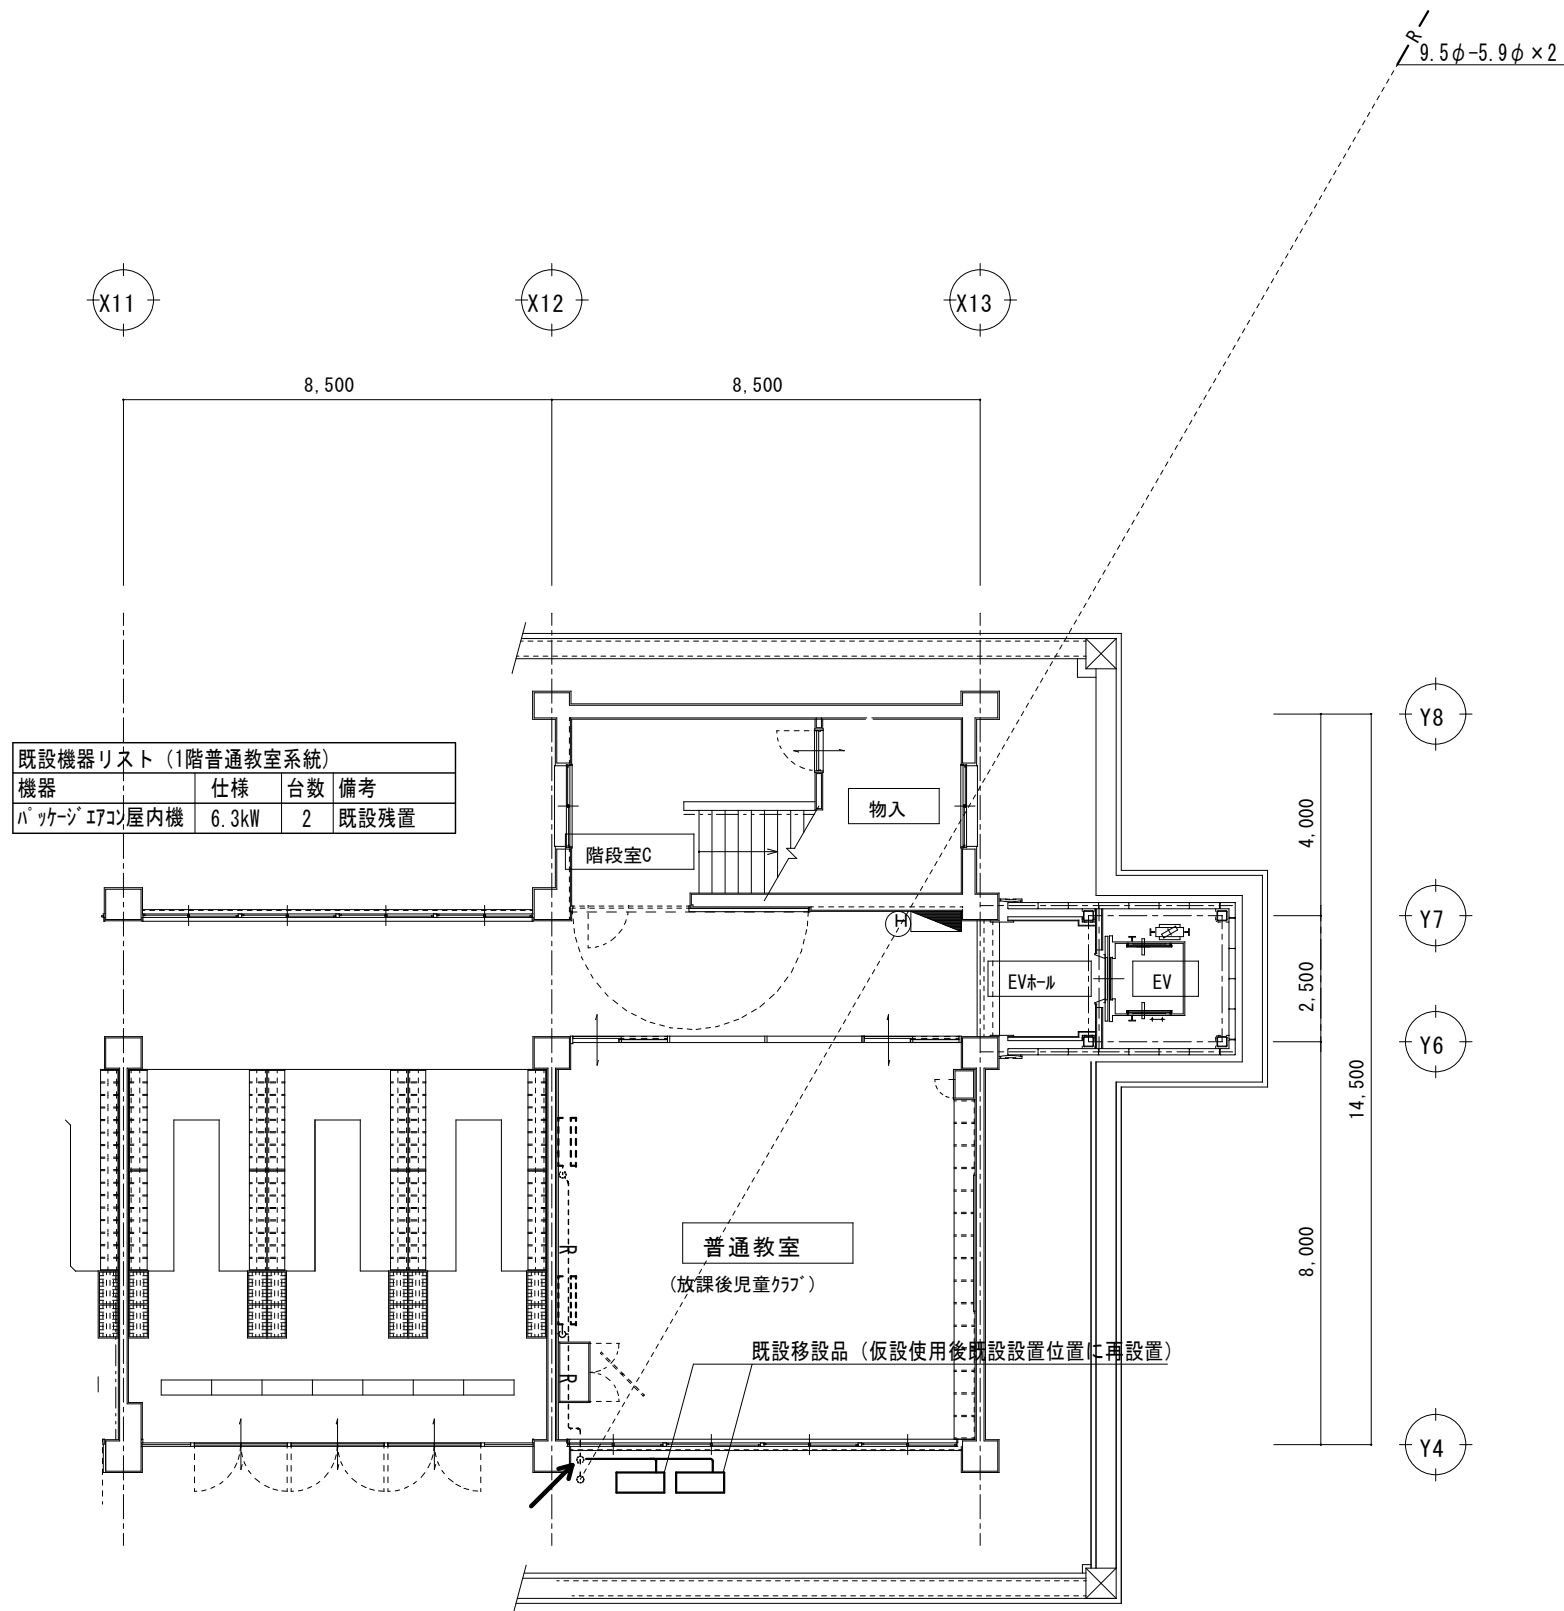 R
9.5φ-5.9φ×2
X11
X12
X13
8,500
8,500
既設機器リスト（1階普通教室系統）
機器 仕様 台数 備考
パッケージエアコン屋内機 6.3kW 2 既設残置
物入
階段室C
Y8
4,000
Y7
EVホール
EV
2,500
Y6
14,500
R
普通教室
(放課後児童クラブ)
8,000
既設移設品（仮設使用後既設設置位置に再設置）
R
Y4